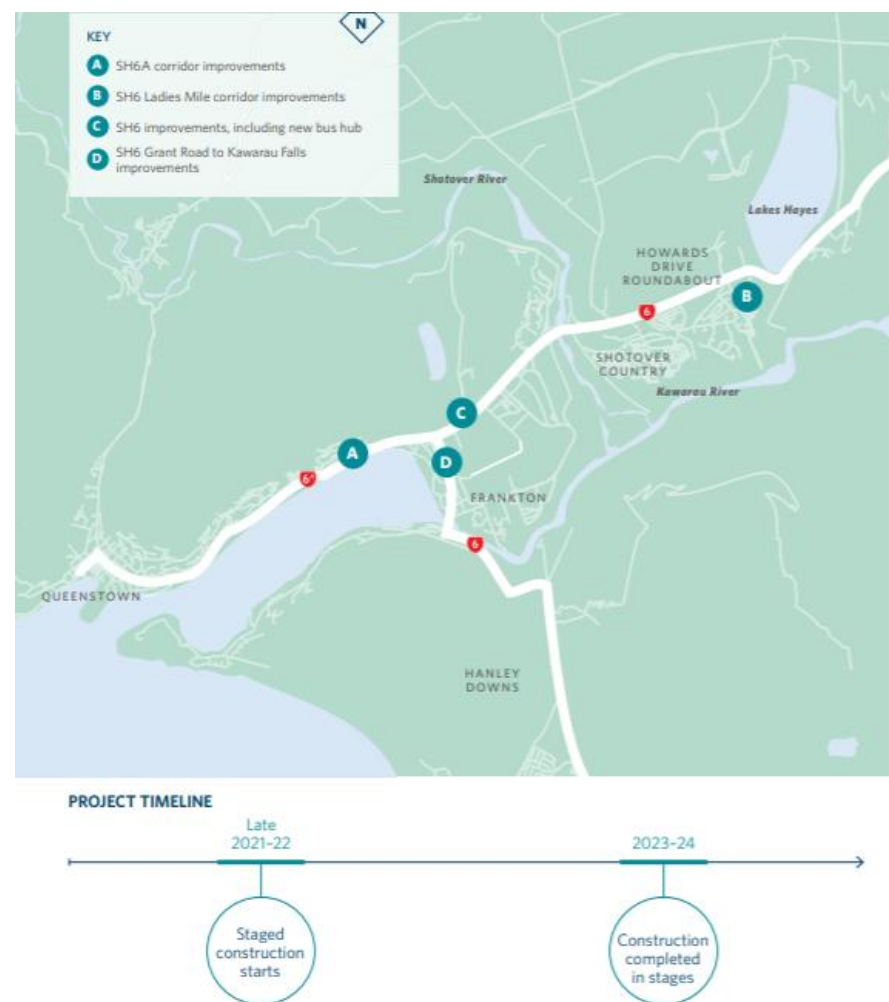 N
KEY
A SH6A corridor improvements
B SH6 Ladies Mile corridor improvements
C SH6 improvements, including new bus hub
D SH6 Grant Road to Kawarau Falls
improvements
Shotover River
Lakes Hayes
HOWARDS
DRIVE
ROUNDABOUT
B
6
SHOTOVER
COUNTRY
Kawarau River
C
A
D
6A
FRANKTON
6
QUEENSTOWN
HANLEY
DOWNS
PROJECT TIMELINE
Late
2021–22
2023–24
Staged
construction
starts
Construction
completed
in stages